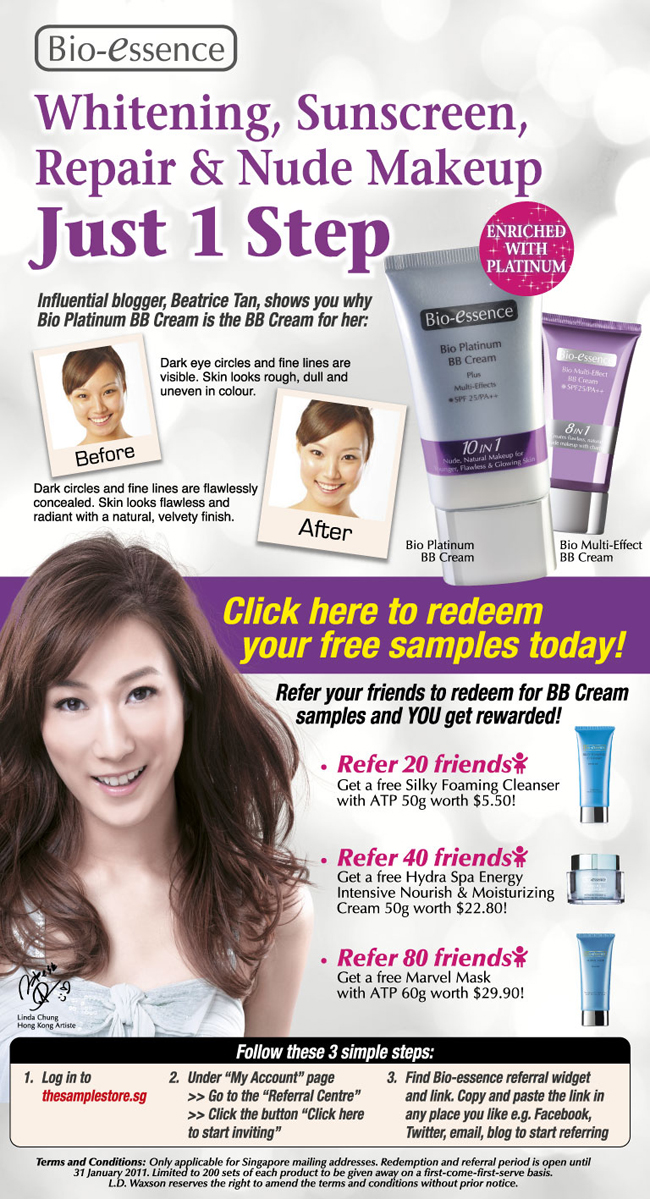 Bio-essence
Whitening, Sunscreen,
Repair & Nude Makeup
Just 1 Step
ENRICHED
WITH
PLATINUM
Influential blogger, Beatrice Tan, shows you why
Bio Platinum BB Cream is the BB Cream for her:
Dark eye circles and fine lines are
visible. Skin looks rough, dull and
uneven in colour.
Before
Dark circles and fine lines are flawlessly
concealed. Skin looks flawless and
radiant with a natural, velvety finish.
After
Bio-essence
Bio Platinum
BB Cream
Plus
Multi-Effects
*SPF 25/PA++
10 IN 1
Nude, Natural Makeup for
Flawless & Glowing Skin
Bio-essence
Bio Multi-Effect
BB Cream
*SPF 25/PA++
8 IN 1
Bio Platinum
BB Cream
Bio Multi-Effect
BB Cream
Click here to redeem
your free samples today!
Refer your friends to redeem for BB Cream
samples and YOU get rewarded!
• Refer 20 friends
Get a free Silky Foaming Cleanser
with ATP 50g worth $5.50!
• Refer 40 friends
Get a free Hydra Spa Energy
Intensive Nourish & Moisturizing
Cream 50g worth $22.80!
• Refer 80 friends
Get a free Marvel Mask
with ATP 60g worth $29.90!
Linda Chung
Hong Kong Artiste
Follow these 3 simple steps:
1. Log in to
thesamplestore.sg
2. Under “My Account” page
>> Go to the “Referral Centre”
>> Click the button “Click here
to start inviting”
3. Find Bio-essence referral widget
and link. Copy and paste the link in
any place you like e.g. Facebook,
Twitter, email, blog to start referring
Terms and Conditions: Only applicable for Singapore mailing addresses. Redemption and referral period is open until
31 January 2011. Limited to 200 sets of each product to be given away on a first-come-first-serve basis.
L.D. Waxson reserves the right to amend the terms and conditions without prior notice.